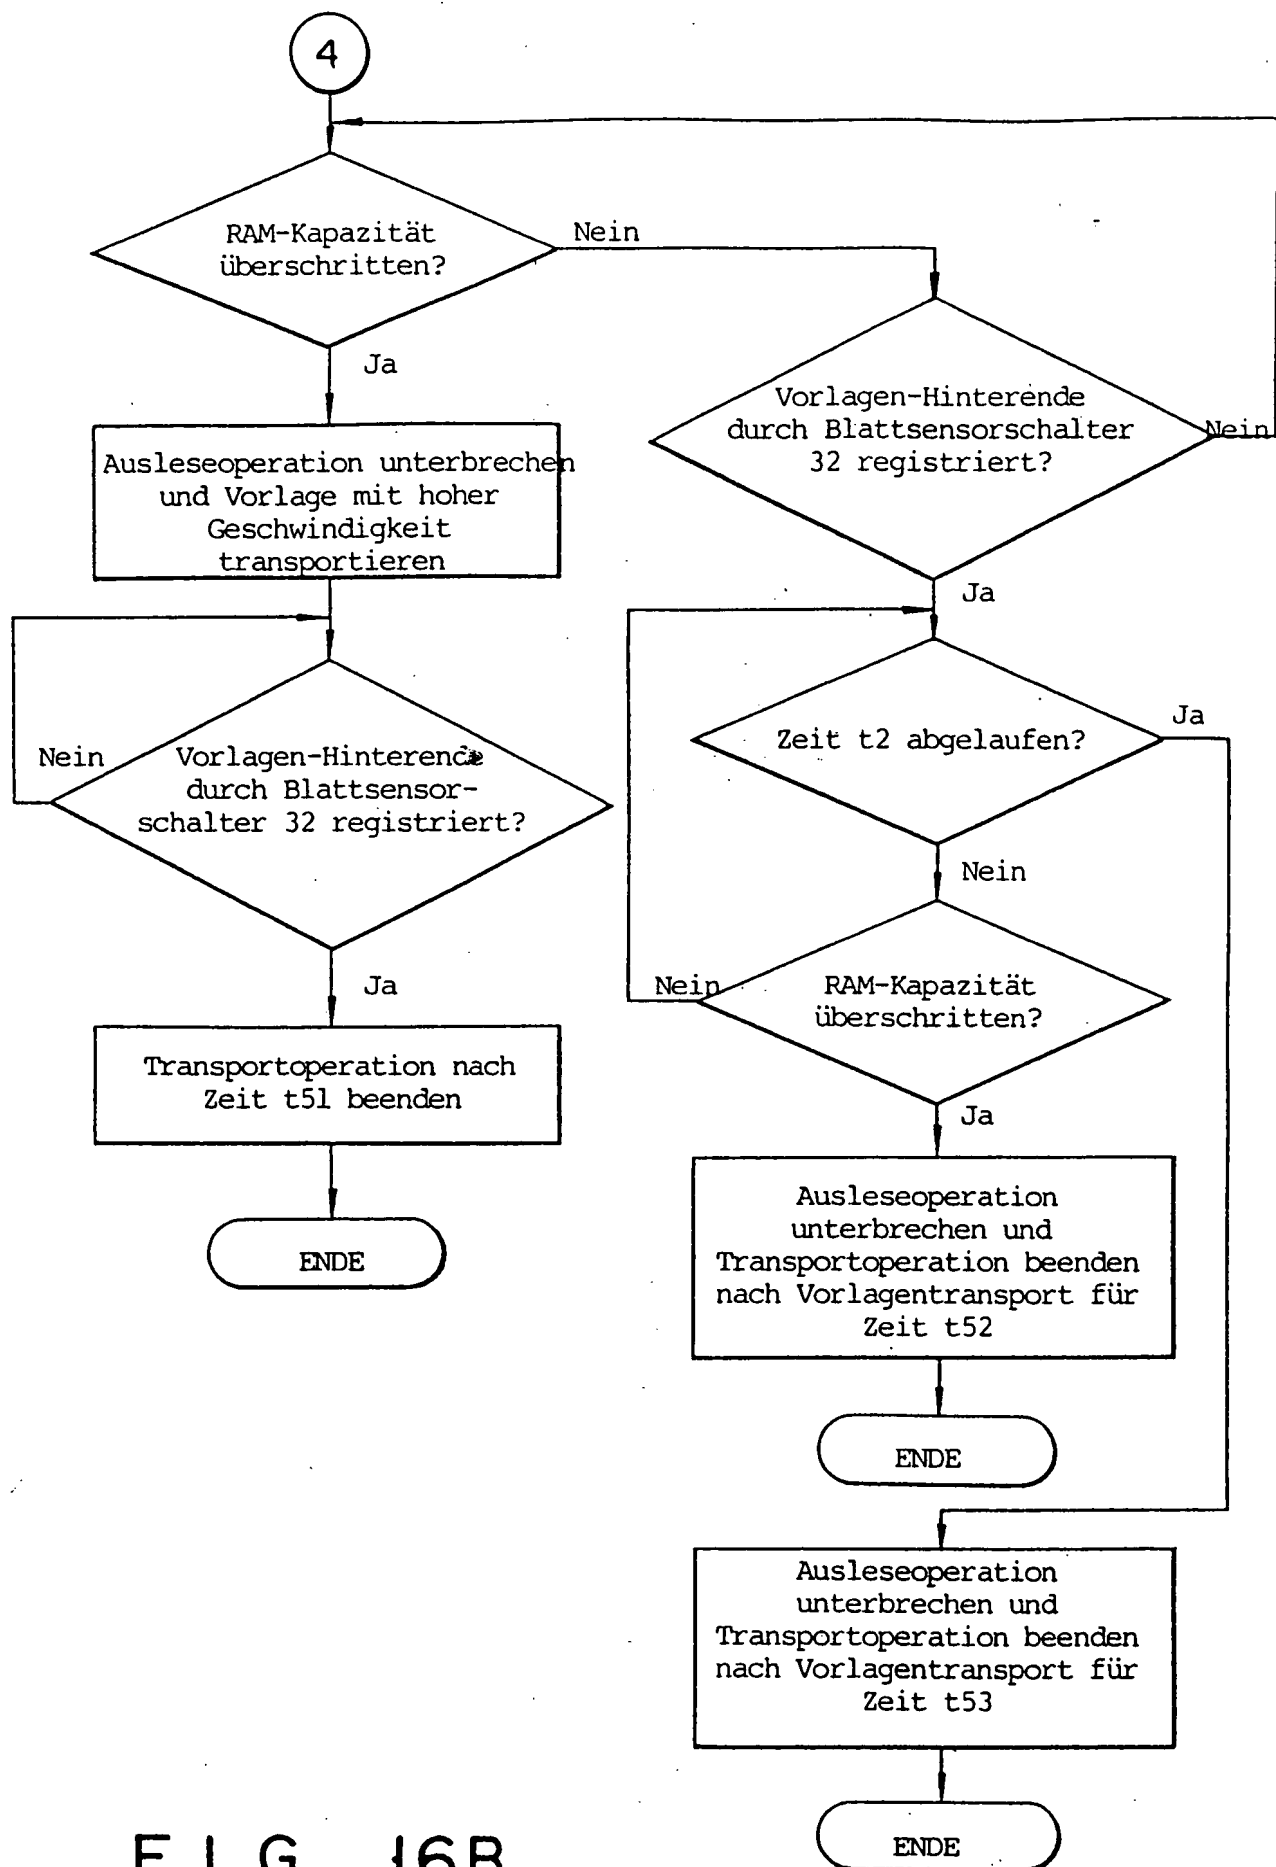 4
RAM-Kapazität
überschritten?
Nein
Ja
Ausleseoperation unterbrechen
und Vorlage mit hoher
Geschwindigkeit
transportieren
Nein
Vorlagen-Hinterende
durch Blattsensor-
schalter 32 registriert?
Ja
Transportoperation nach
Zeit t51 beenden
ENDE
Vorlagen-Hinterende
durch Blattsensorschalter
32 registriert?
Nein
Ja
Zeit t2 abgelaufen?
Ja
Nein
RAM-Kapazität
überschritten?
Nein
Ja
Ausleseoperation
unterbrechen und
Transportoperation beenden
nach Vorlagentransport für
Zeit t52
ENDE
Ausleseoperation
unterbrechen und
Transportoperation beenden
nach Vorlagentransport für
Zeit t53
ENDE
FIG. 16B